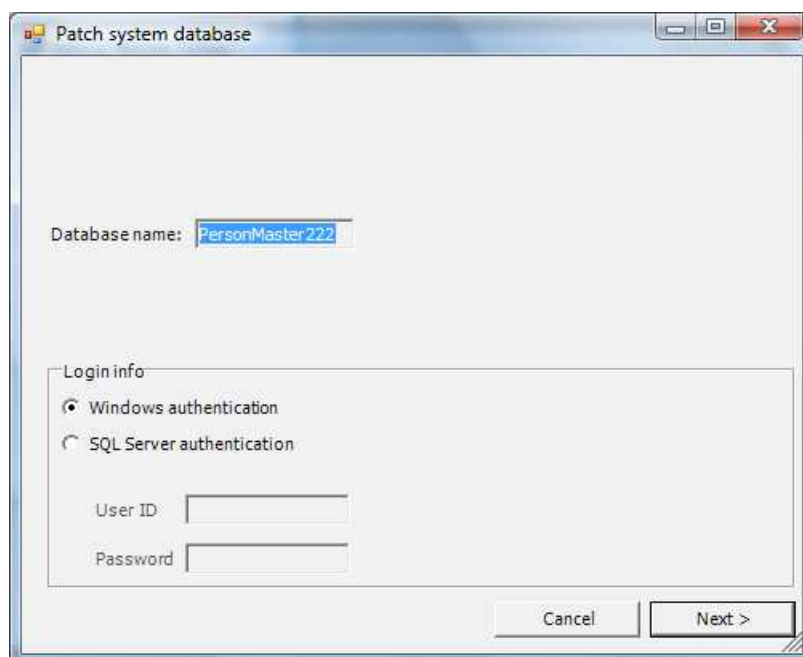 Patch system database
Database name: PersonMaster222
Login info
Windows authentication
SQL Server authentication
User ID
Password
Cancel Next >